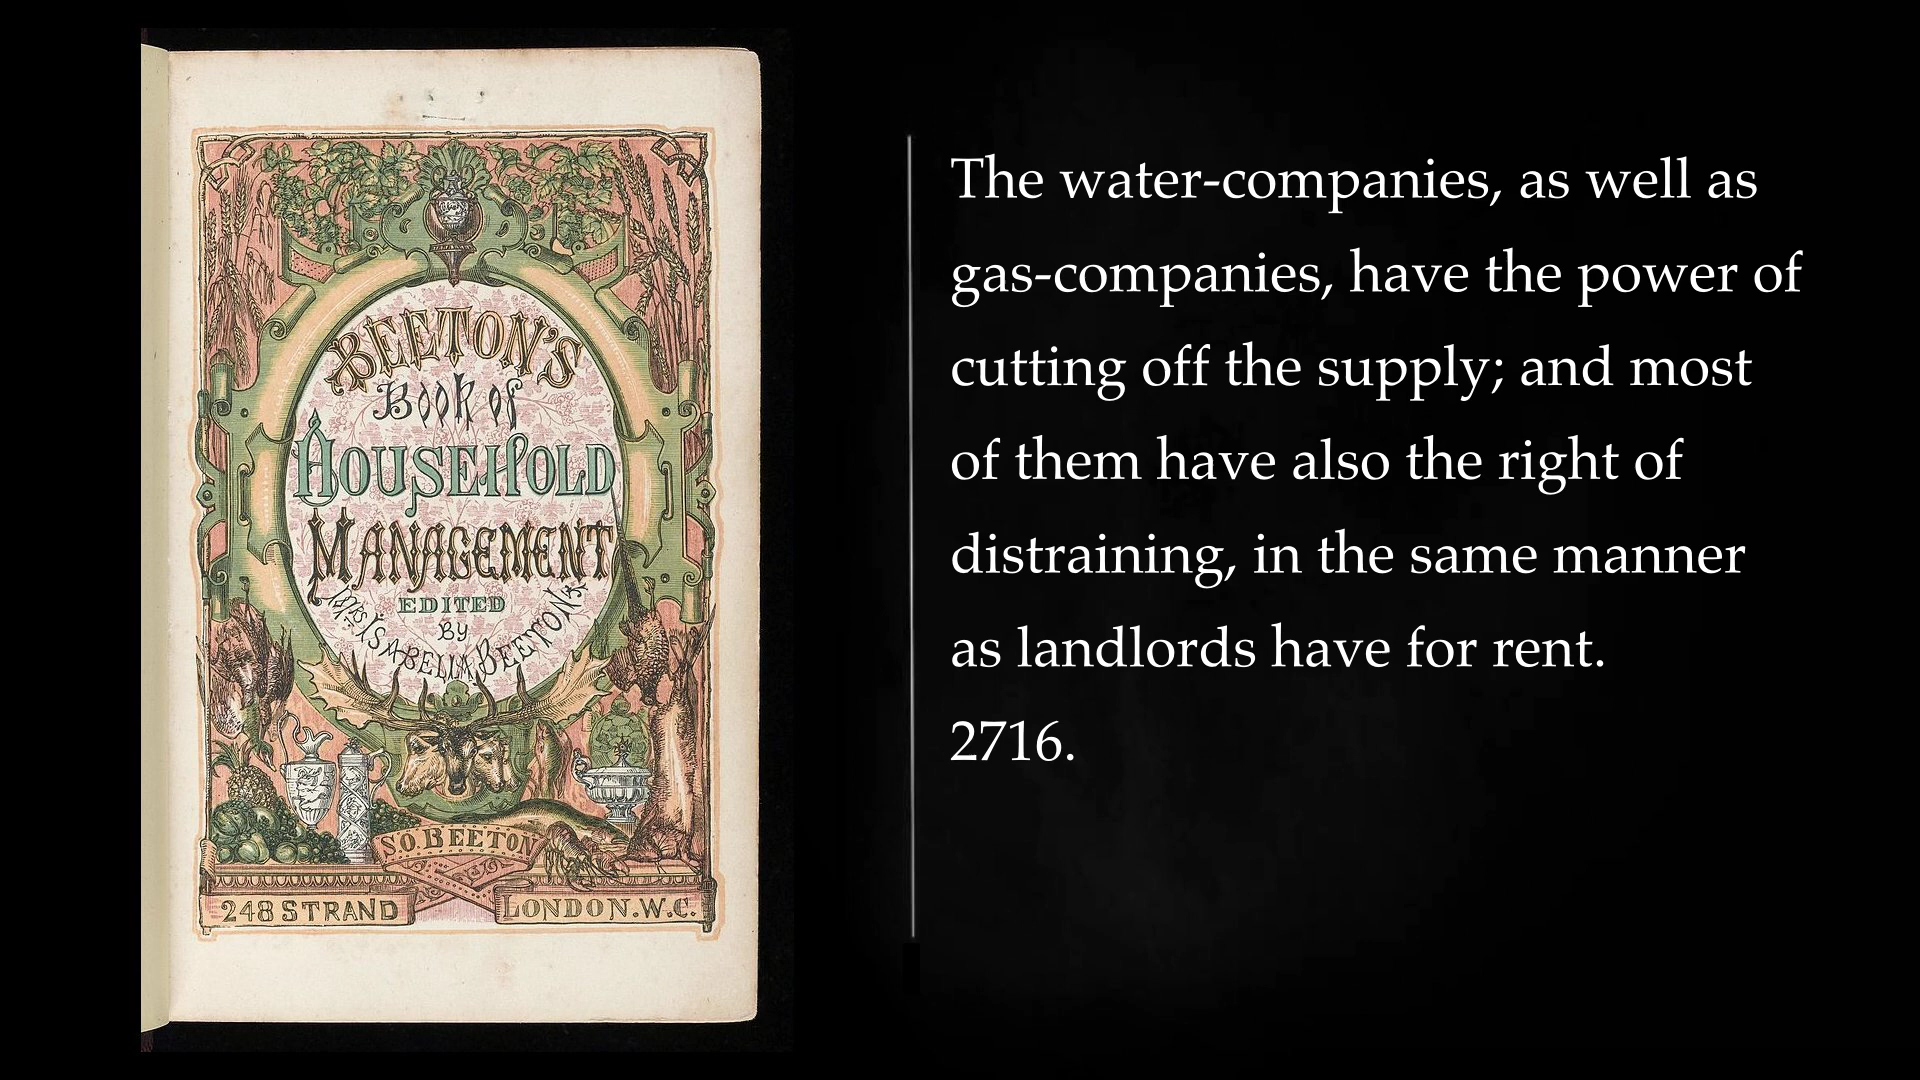 BEETON'S
Book of
HOUSEHOLD
MANAGEMENT
EDITED
BY
MRS ISABELLA BEETON
S.O. BEETON
248 STRAND
LONDON. W.C.
The water-companies, as well as
gas-companies, have the power of
cutting off the supply; and most
of them have also the right of
distraining, in the same manner
as landlords have for rent.
2716.